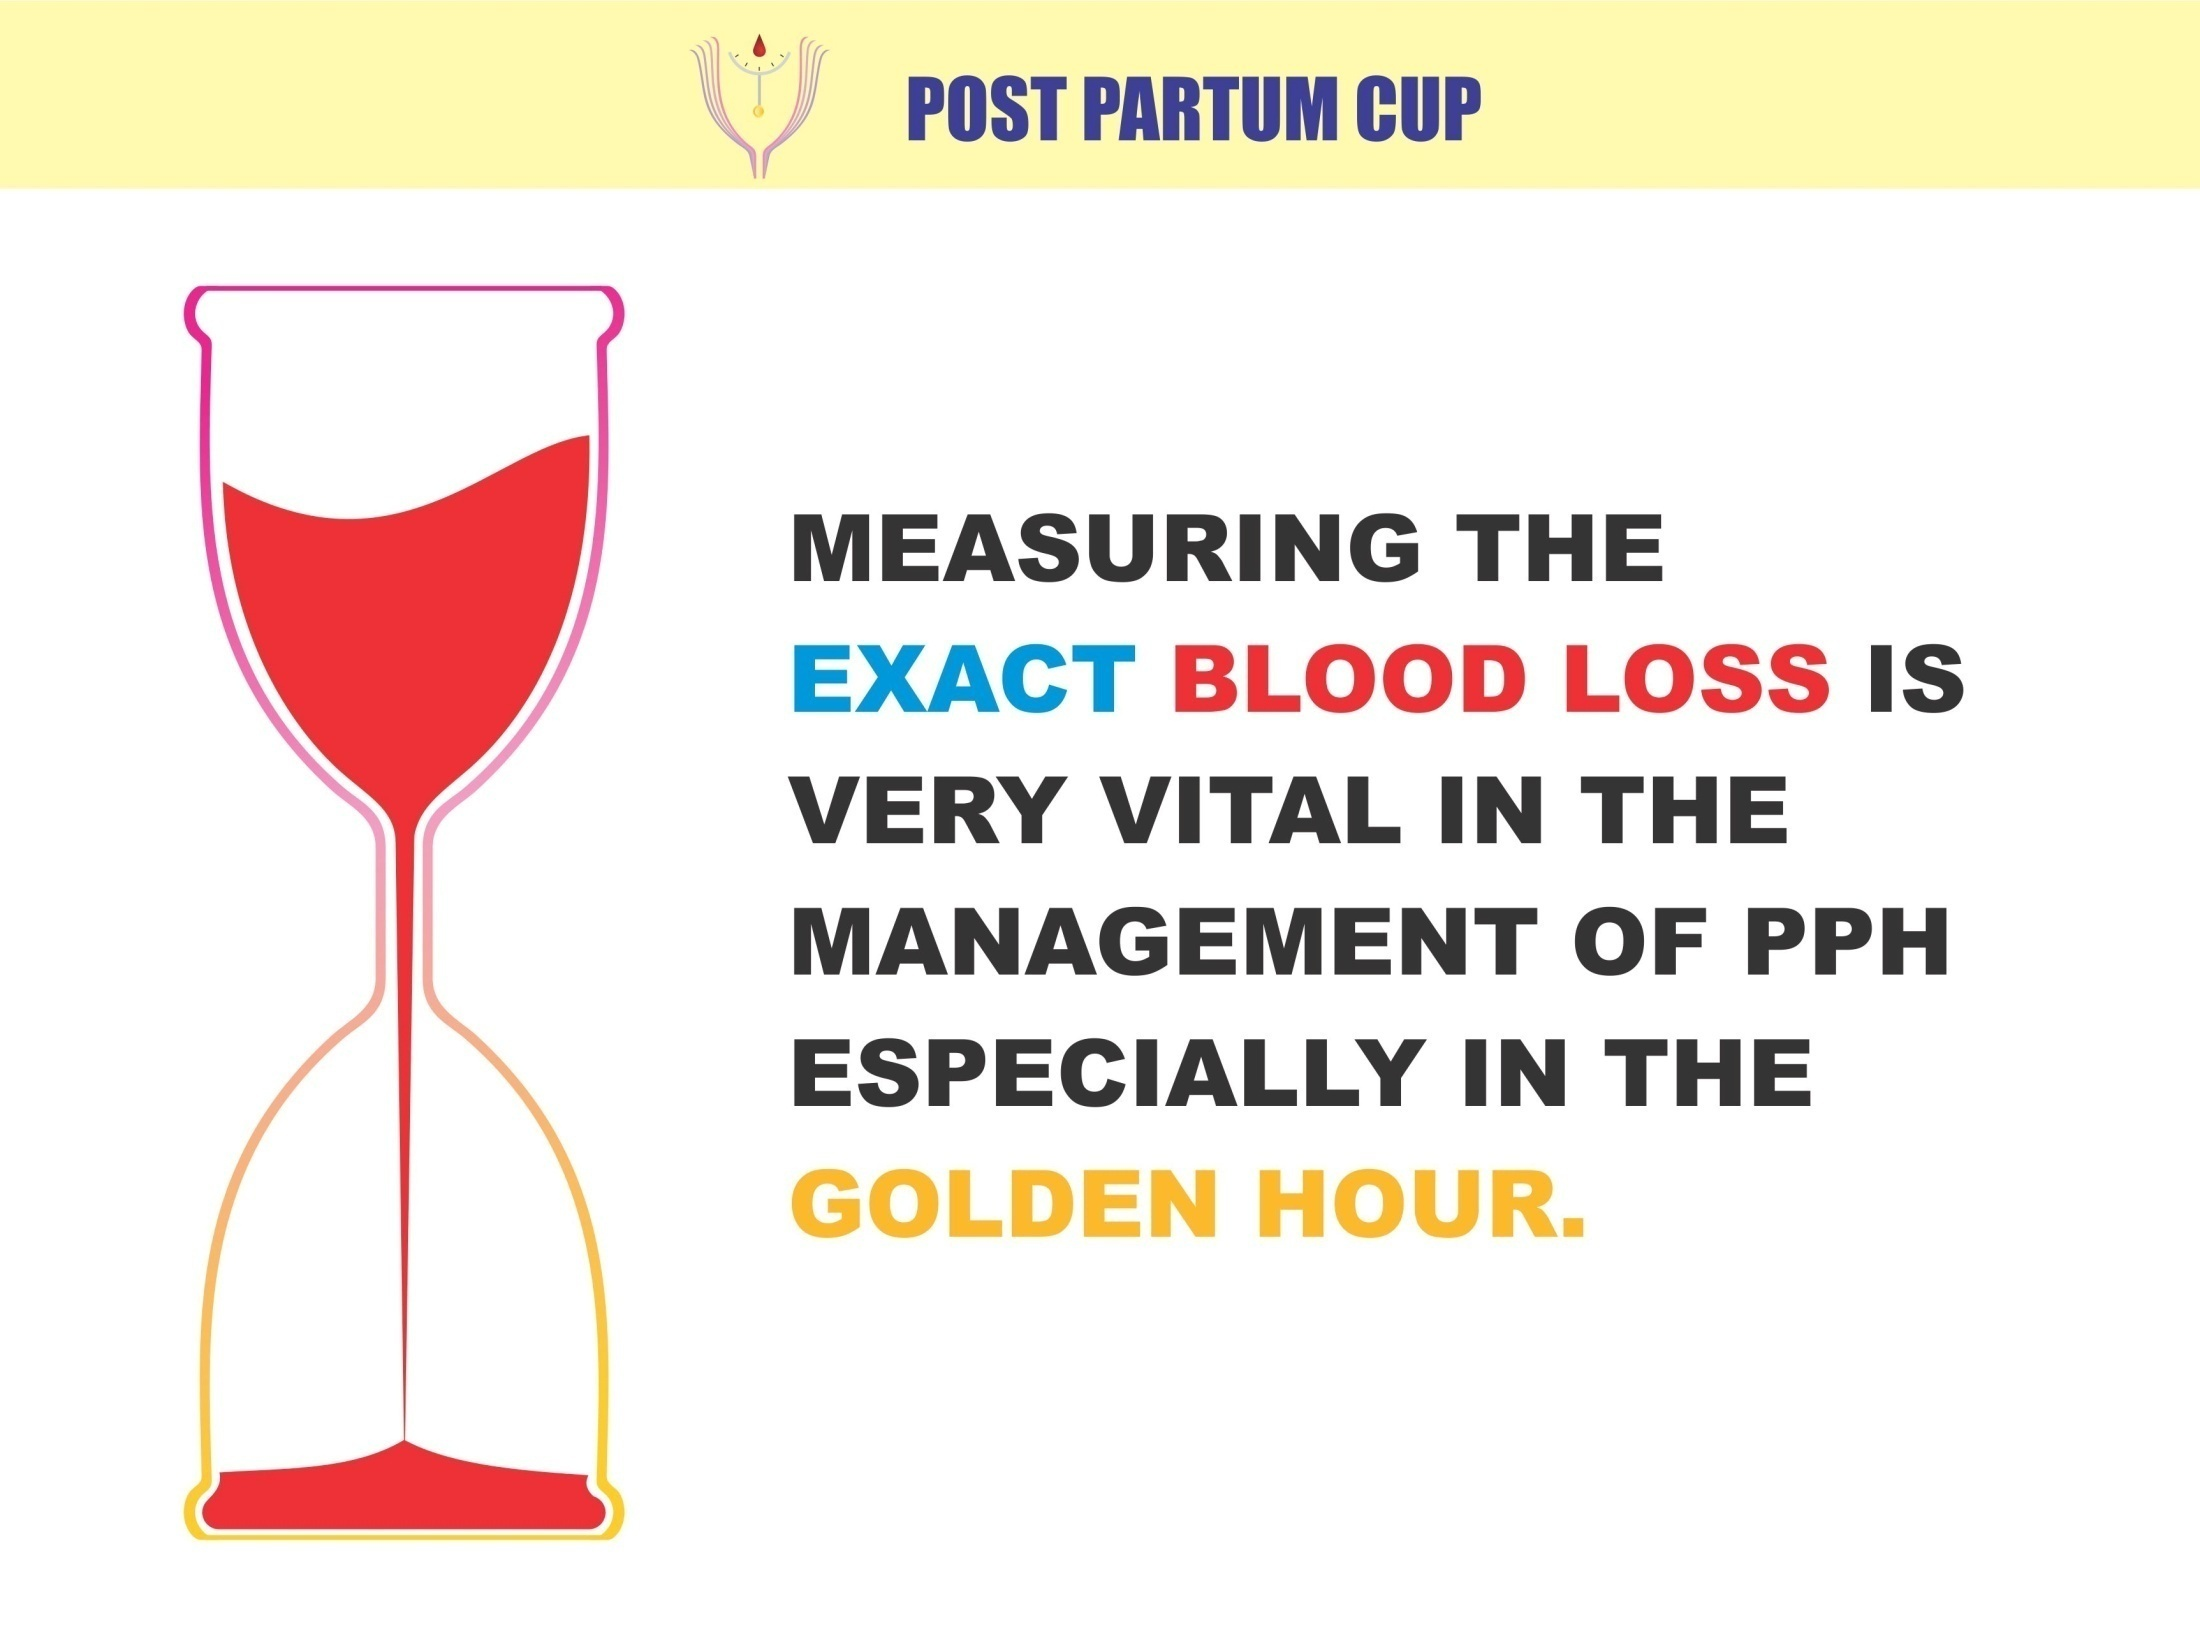 POST PARTUM CUP
MEASURING THE
EXACT BLOOD LOSS IS
VERY VITAL IN THE
MANAGEMENT OF PPH
ESPECIALLY IN THE
GOLDEN HOUR.